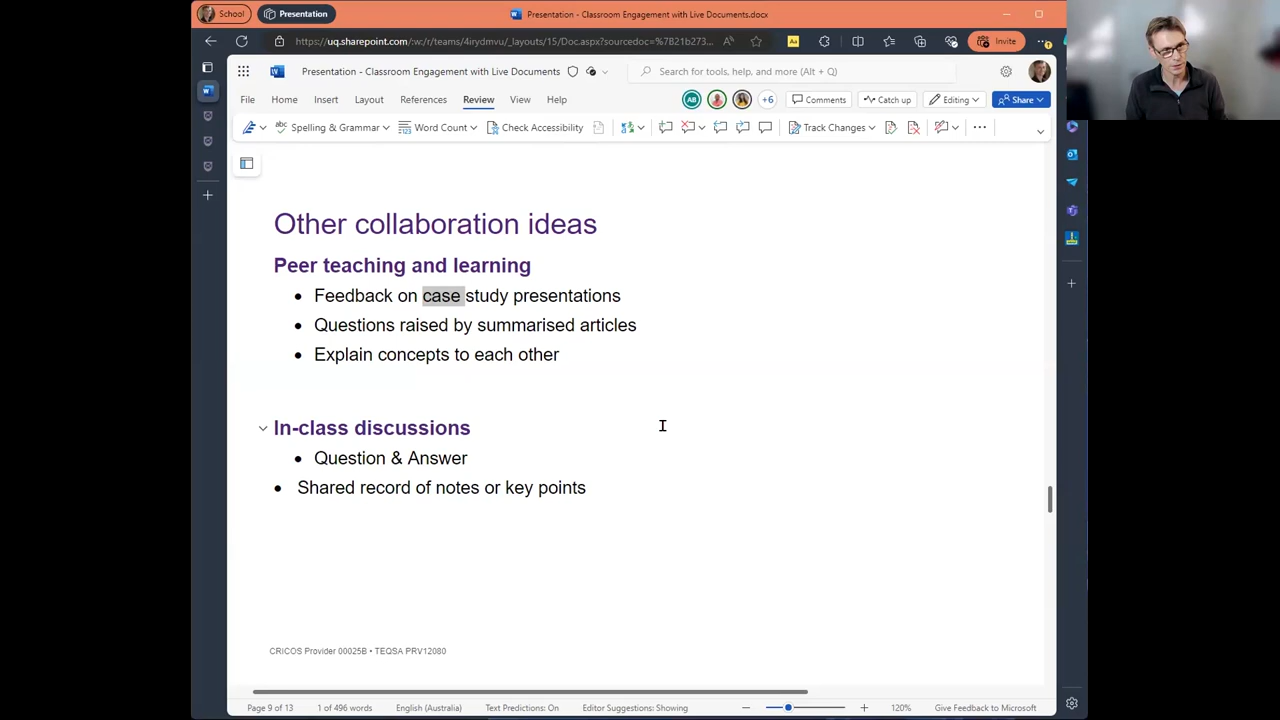 School
Presentation
Presentation - Classroom Engagement with Live Documents.docx
https://uq.sharepoint.com/:w:/r/teams/4irydmvu/_layouts/15/Doc.aspx?sourcedoc=%7B21b273...
Invite
Presentation - Classroom Engagement with Live Documents
Search for tools, help, and more (Alt + Q)
File Home Insert Layout References Review View Help
AB
+6
Comments
Catch up
Editing
Share
Spelling & Grammar
Word Count
Check Accessibility
Track Changes
Other collaboration ideas
Peer teaching and learning
• Feedback on case study presentations
• Questions raised by summarised articles
• Explain concepts to each other
In-class discussions
• Question & Answer
• Shared record of notes or key points
CRICOS Provider 00025B • TEQSA PRV12080
Page 9 of 13
1 of 496 words
English (Australia)
Text Predictions: On
Editor Suggestions: Showing
120%
Give Feedback to Microsoft